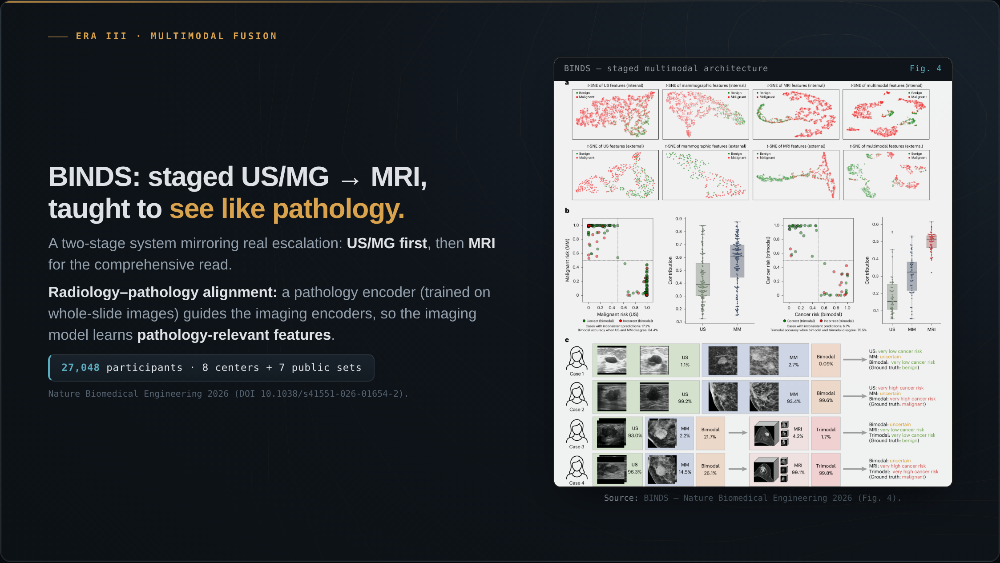 ERA III · MULTIMODAL FUSION
BINDS: staged US/MG → MRI,
taught to see like pathology.
A two-stage system mirroring real escalation: US/MG first, then MRI
for the comprehensive read.
Radiology–pathology alignment: a pathology encoder (trained on
whole-slide images) guides the imaging encoders, so the imaging
model learns pathology-relevant features.
27,048 participants · 8 centers + 7 public sets
Nature Biomedical Engineering 2026 (DOI 10.1038/s41551-026-01654-2).
BINDS — staged multimodal architecture
Fig. 4
a
t-SNE of US features (internal)
Benign
Malignant
t-SNE of mammographic features (internal)
Benign
Malignant
t-SNE of MRI features (internal)
Benign
Malignant
t-SNE of multimodal features (internal)
Benign
Malignant
t-SNE of US features (external)
Benign
Malignant
t-SNE of mammographic features (external)
Benign
Malignant
t-SNE of MRI features (external)
Benign
Malignant
t-SNE of multimodal features (external)
Benign
Malignant
b
Malignant risk (MM)
1.0
0.8
0.6
0.4
0.2
0
0 0.2 0.4 0.6 0.8 1.0
Malignant risk (US)
Correct (bimodal) Incorrect (bimodal)
Cases with inconsistent predictions: 17.2%
Bimodal accuracy when US and MM disagree: 84.4%
Contribution
0.9
0.8
0.7
0.6
0.5
0.4
0.3
0.2
0.1
US MM
Cancer risk (trimodal)
1.0
0.8
0.6
0.4
0.2
0
0 0.2 0.4 0.6 0.8 1.0
Cancer risk (bimodal)
Correct (trimodal) Incorrect (trimodal)
Cases with inconsistent predictions: 8.7%
Trimodal accuracy when bimodal and trimodal disagree: 75.5%
Contribution
0.6
0.5
0.4
0.3
0.2
0.1
US MM MRI
c
Case 1
US
1.1%
MM
2.7%
Bimodal
0.09%
US: very low cancer risk
MM: uncertain
Bimodal: very low cancer risk
(Ground truth: benign)
Case 2
US
99.2%
MM
93.4%
Bimodal
99.6%
US: very high cancer risk
MM: uncertain
Bimodal: very high cancer risk
(Ground truth: malignant)
Case 3
US
93.0%
MM
2.2%
Bimodal
21.7%
MRI
4.2%
Trimodal
1.7%
Bimodal: uncertain
MRI: very low cancer risk
Trimodal: very low cancer risk
(Ground truth: benign)
Case 4
US
96.3%
MM
14.5%
Bimodal
26.1%
MRI
99.1%
Trimodal
99.8%
Bimodal: uncertain
MRI: very high cancer risk
Trimodal: very high cancer risk
(Ground truth: malignant)
Source: BINDS — Nature Biomedical Engineering 2026 (Fig. 4).